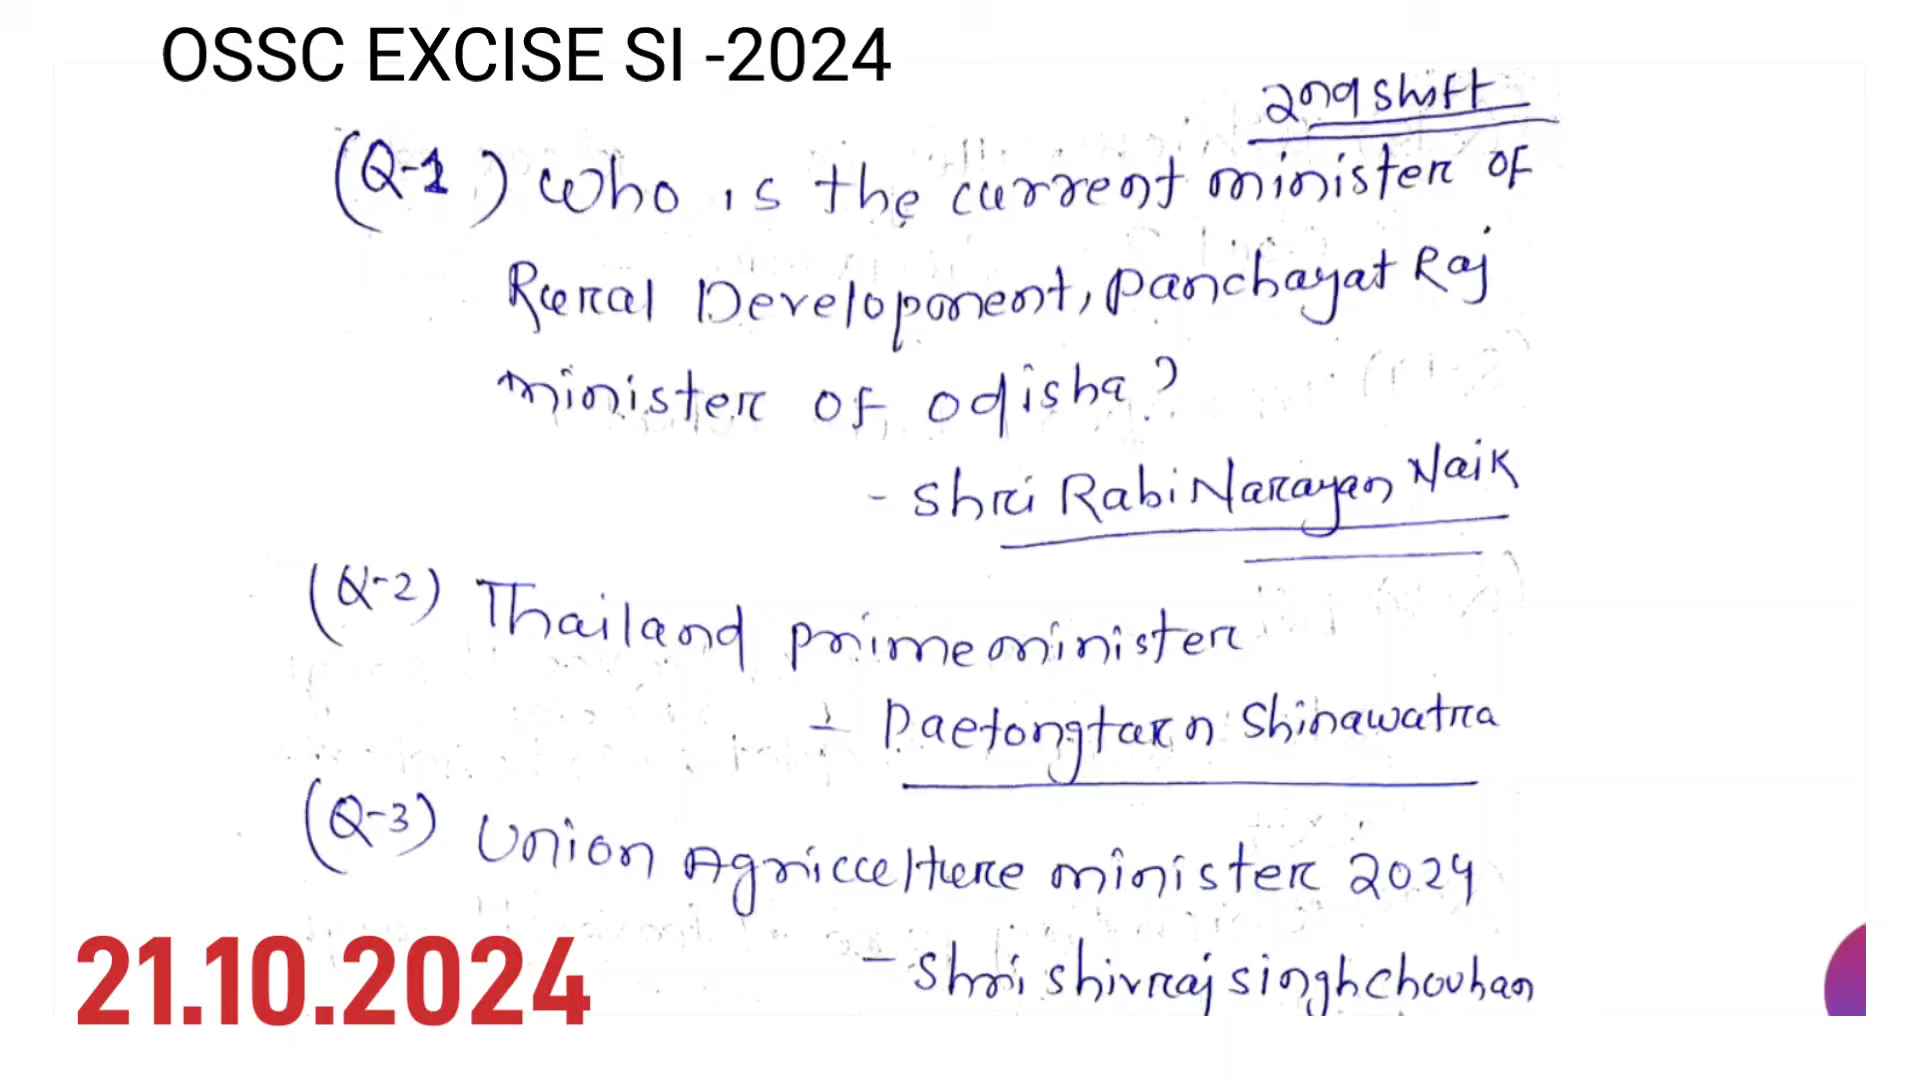 OSSC EXCISE SI -2024
2nd shift
(Q-1) Who is the current minister of
Rural Development, Panchayat Raj
minister of odisha?
- Shri Rabi Narayan Naik
(Q-2) Thailand prime minister
- Paetongtarn Shinawatra
(Q-3) Union Agriculture minister 2024
- Shri Shivraj Singh Chouhan
21.10.2024